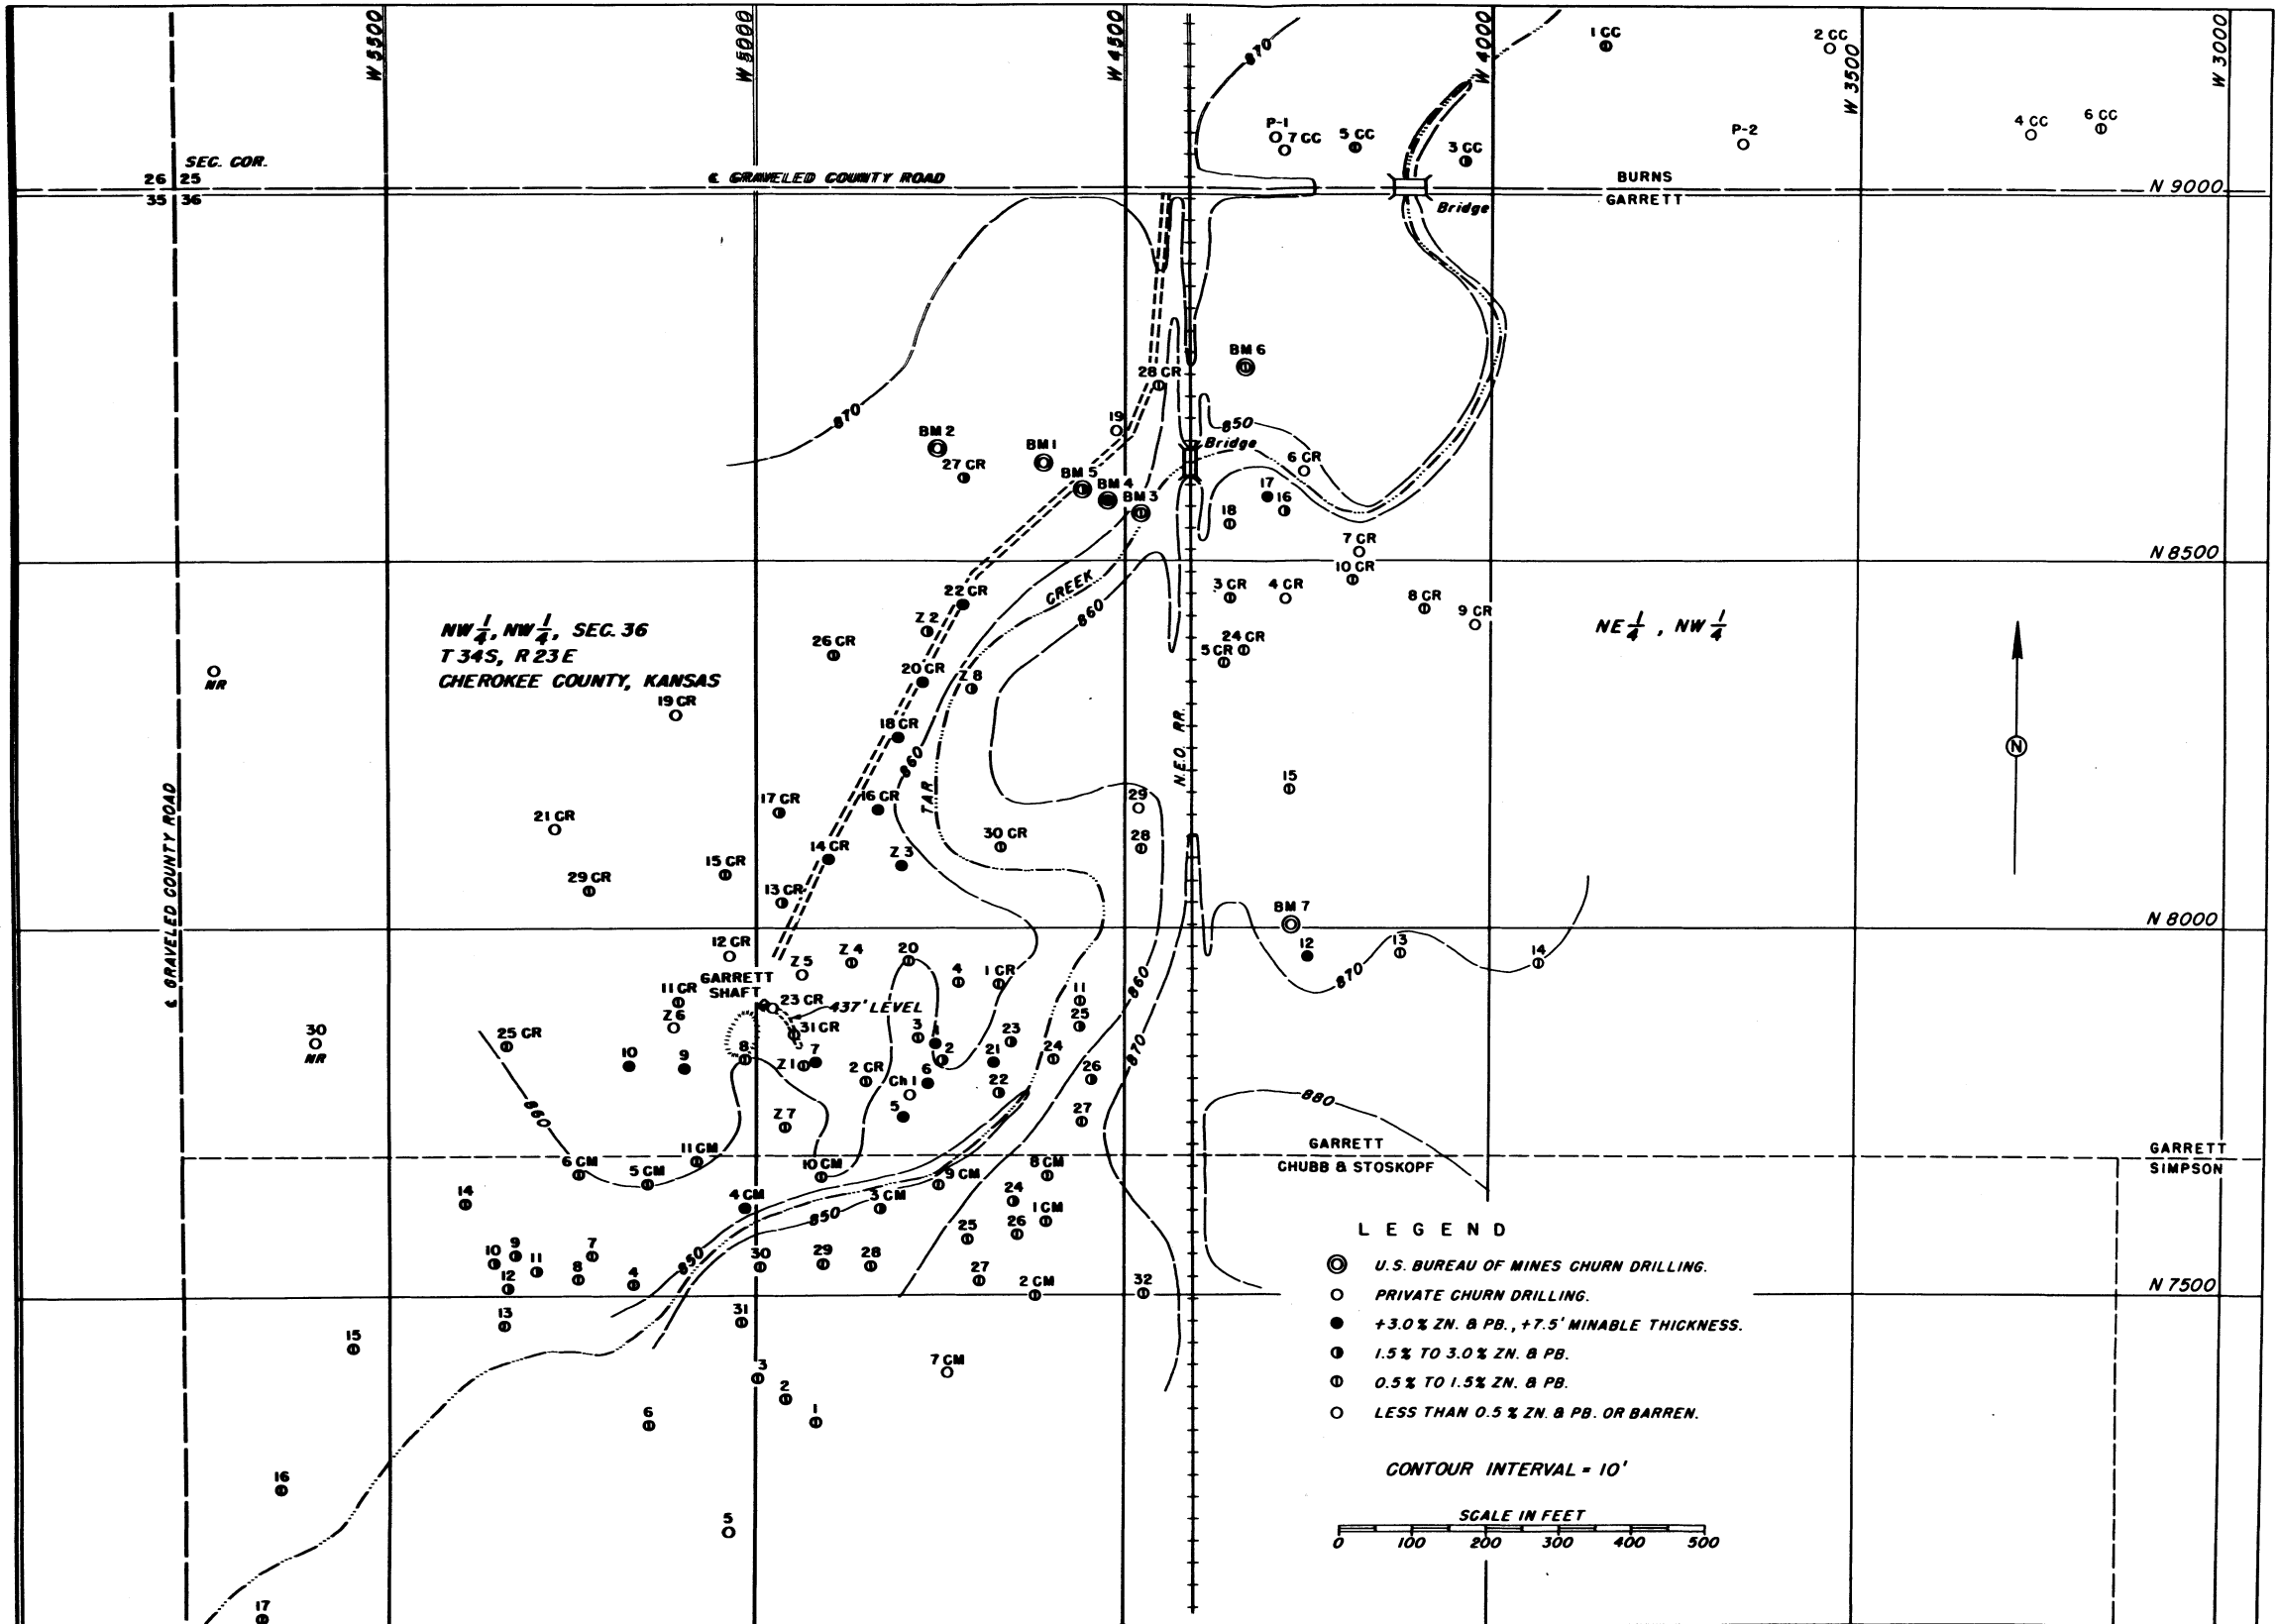 W 5500
W 5000
W 4500
W 4000
W 3500
W 3000
870
1 CC
2 CC
P-1
7 CC
5 CC
3 CC
P-2
4 CC
6 CC
SEC. COR.
26 25
35 36
℄ GRAVELED COUNTY ROAD
BURNS
GARRETT
N 9000
Bridge
BM 6
28 CR
870
19
850
Bridge
BM 2
BM 1
27 CR
BM 5
BM 4
BM 3
6 CR
17
16
18
7 CR
10 CR
N 8500
CREEK
860
22 CR
Z 2
3 CR
4 CR
8 CR
9 CR
NW 1/4, NW 1/4, SEC. 36
T 34S, R 23E
CHEROKEE COUNTY, KANSAS
NE 1/4, NW 1/4
26 CR
24 CR
5 CR
20 CR
Z 8
NR
19 CR
18 CR
860
N.E.O. RR.
N
TAR
17 CR
16 CR
29
15
21 CR
30 CR
28
14 CR
Z 3
15 CR
29 CR
13 CR
℄ GRAVELED COUNTY ROAD
BM 7
N 8000
12 CR
Z 5
Z 4
20
12
13
14
870
GARRETT
SHAFT
4
1 CR
860
11 CR
Z 6
23 CR
437' LEVEL
11
25
30
NR
25 CR
31 CR
3
1
23
10
9
8
Z 1
7
2
21
24
870
2 CR
6
Ch 1
22
26
5
860
Z 7
27
880
GARRETT
CHUBB & STOSKOPF
GARRETT
SIMPSON
6 CM
5 CM
11 CM
10 CM
9 CM
8 CM
14
4 CM
3 CM
24
1 CM
850
25
26
10
9
11
7
12
8
4
850
30
29
28
27
2 CM
32
N 7500
13
31
15
3
2
1
7 CM
6
16
5
17
LEGEND
U.S. BUREAU OF MINES CHURN DRILLING.
PRIVATE CHURN DRILLING.
+3.0% ZN. & PB., +7.5' MINABLE THICKNESS.
1.5% TO 3.0% ZN. & PB.
0.5% TO 1.5% ZN. & PB.
LESS THAN 0.5% ZN. & PB. OR BARREN.
CONTOUR INTERVAL = 10'
SCALE IN FEET
0 100 200 300 400 500